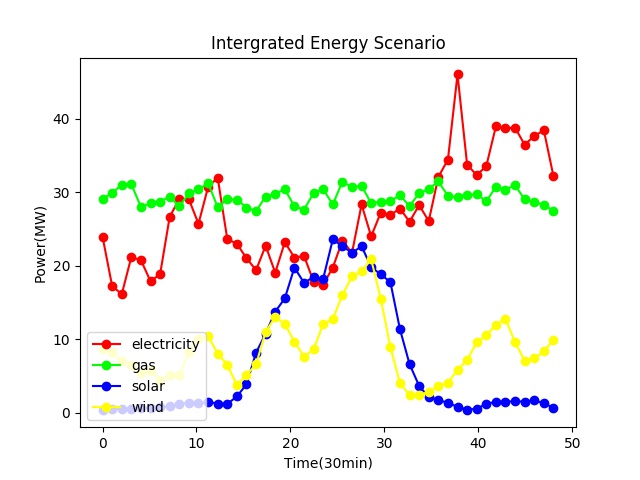 Intergrated Energy Scenario
Power(MW)
40
30
20
10
0
electricity
gas
solar
wind
0 10 20 30 40 50
Time(30min)